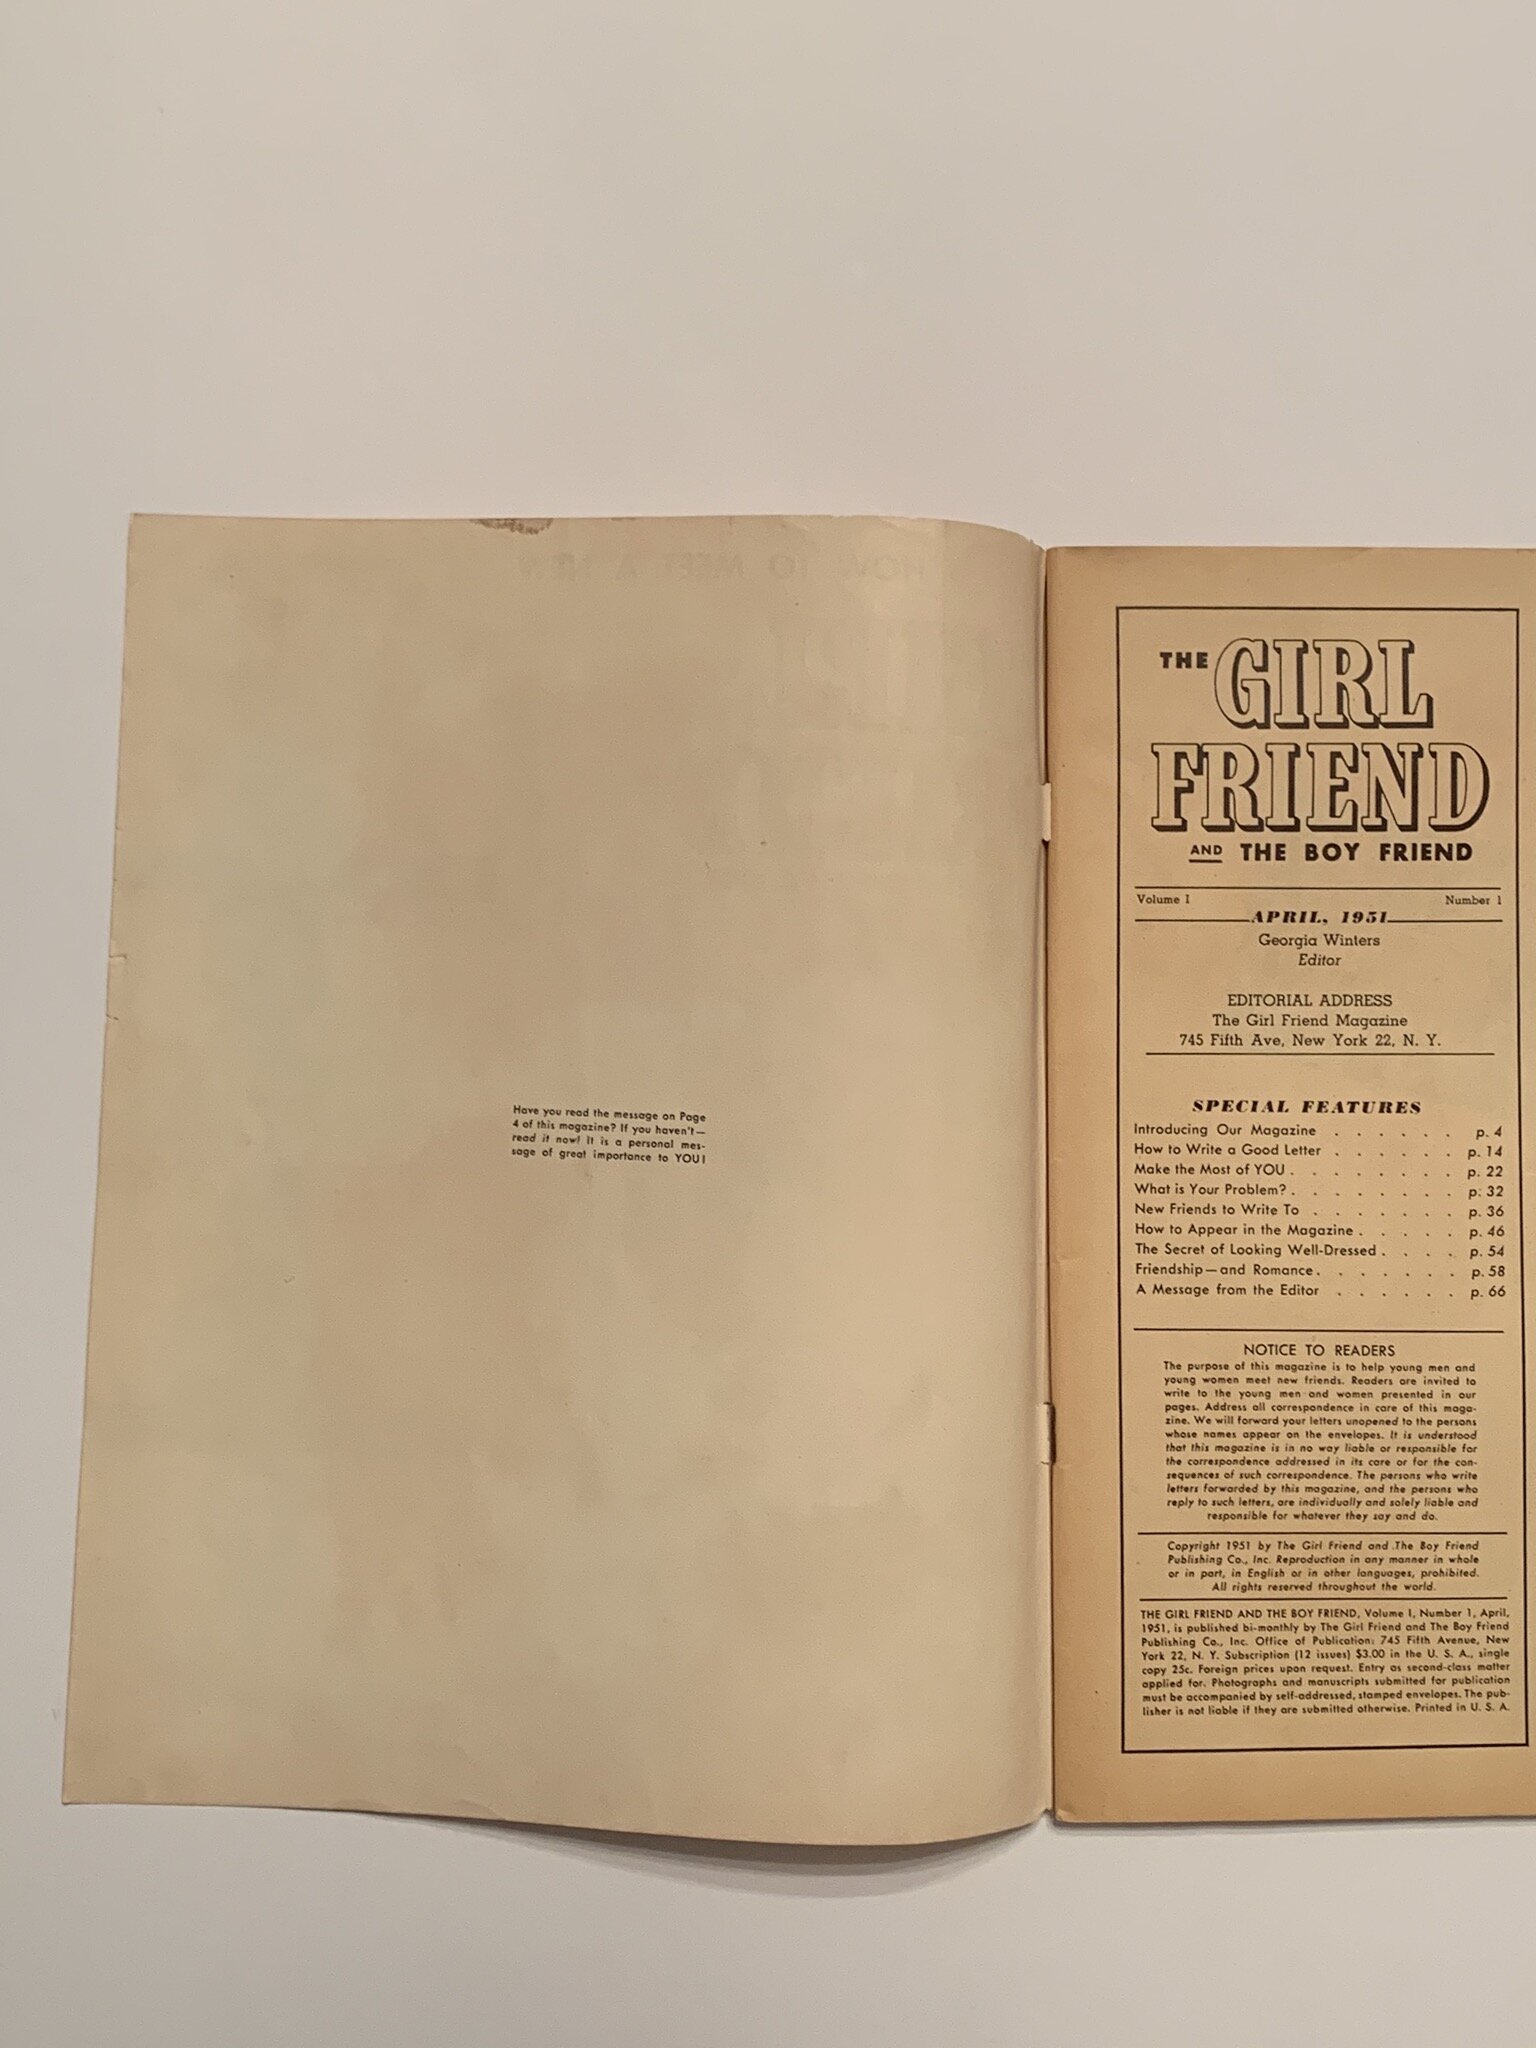 HOW TO MEET A NEW
Have you read the message on Page
4 of this magazine? If you haven't—
read it now! It is a personal mes-
sage of great importance to YOU!
THE GIRL
FRIEND
AND THE BOY FRIEND
Volume I Number 1
APRIL, 1951
Georgia Winters
Editor
EDITORIAL ADDRESS
The Girl Friend Magazine
745 Fifth Ave, New York 22, N. Y.
SPECIAL FEATURES
Introducing Our Magazine . . . . . . p. 4
How to Write a Good Letter . . . . . . p. 14
Make the Most of YOU . . . . . . . . p. 22
What is Your Problem? . . . . . . . . p. 32
New Friends to Write To . . . . . . . p. 36
How to Appear in the Magazine . . . . . p. 46
The Secret of Looking Well-Dressed . . . . p. 54
Friendship—and Romance . . . . . . . p. 58
A Message from the Editor . . . . . . p. 66
NOTICE TO READERS
The purpose of this magazine is to help young men and
young women meet new friends. Readers are invited to
write to the young men and women presented in our
pages. Address all correspondence in care of this maga-
zine. We will forward your letters unopened to the persons
whose names appear on the envelopes. It is understood
that this magazine is in no way liable or responsible for
the correspondence addressed in its care or for the con-
sequences of such correspondence. The persons who write
letters forwarded by this magazine, and the persons who
reply to such letters, are individually and solely liable and
responsible for whatever they say and do.
Copyright 1951 by The Girl Friend and The Boy Friend
Publishing Co., Inc. Reproduction in any manner in whole
or in part, in English or in other languages, prohibited.
All rights reserved throughout the world.
THE GIRL FRIEND AND THE BOY FRIEND, Volume I, Number 1, April,
1951, is published bi-monthly by The Girl Friend and The Boy Friend
Publishing Co., Inc. Office of Publication: 745 Fifth Avenue, New
York 22, N. Y. Subscription (12 issues) $3.00 in the U. S. A., single
copy 25c. Foreign prices upon request. Entry as second-class matter
applied for. Photographs and manuscripts submitted for publication
must be accompanied by self-addressed, stamped envelopes. The pub-
lisher is not liable if they are submitted otherwise. Printed in U. S. A.